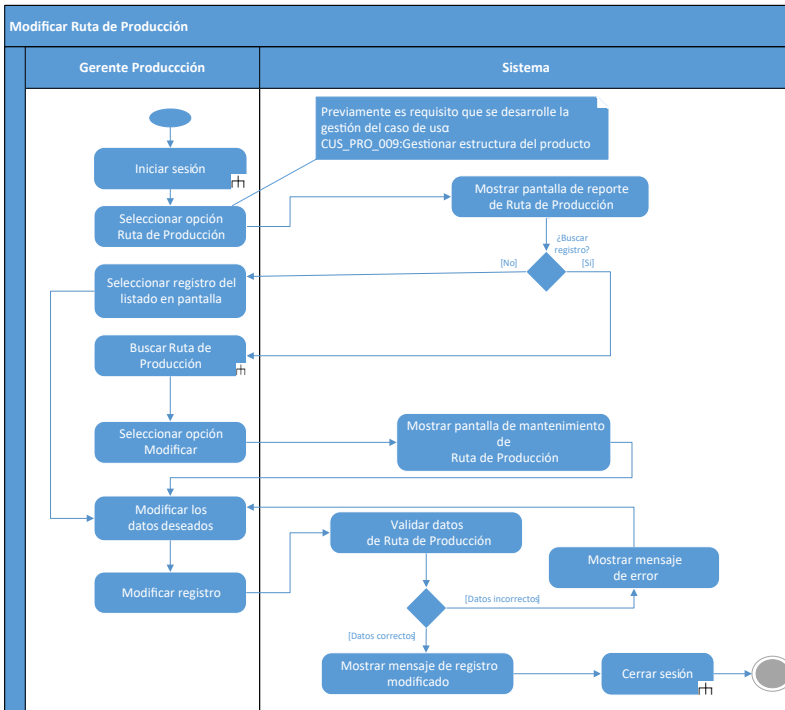 Modificar Ruta de Producción
Gerente Produccción
Sistema
Previamente es requisito que se desarrolle la
gestión del caso de usa
CUS_PRO_009:Gestionar estructura del producto
Iniciar sesión
Seleccionar opción
Ruta de Producción
Mostrar pantalla de reporte
de Ruta de Producción
¿Buscar
registro?
[No]
[Si]
Seleccionar registro del
listado en pantalla
Buscar Ruta de
Producción
Seleccionar opción
Modificar
Mostrar pantalla de mantenimiento
de
Ruta de Producción
Modificar los
datos deseados
Validar datos
de Ruta de Producción
Mostrar mensaje
de error
Modificar registro
[Datos incorrectos]
[Datos correctos]
Mostrar mensaje de registro
modificado
Cerrar sesión